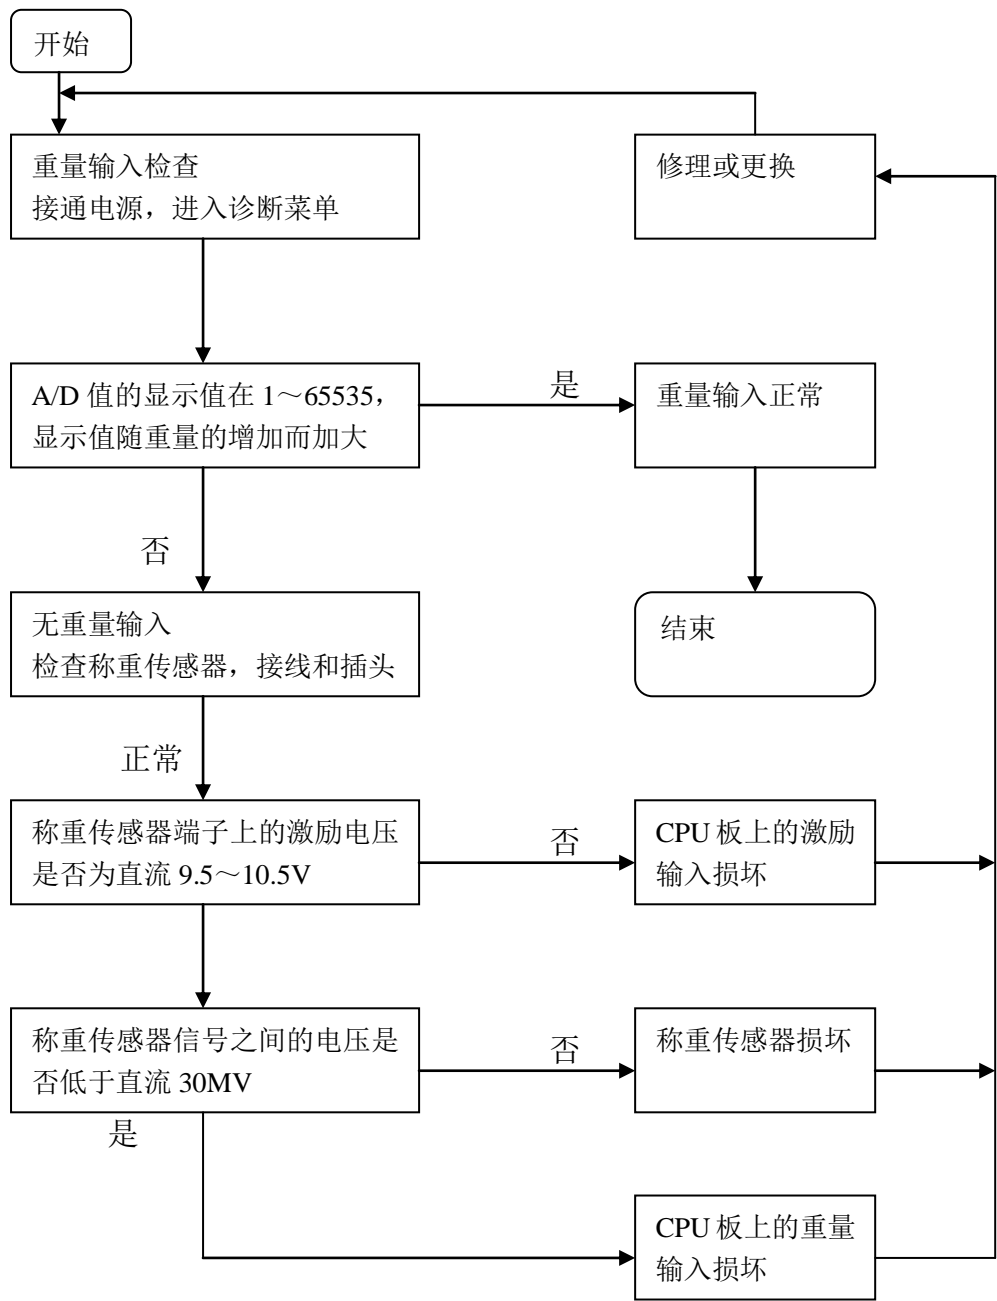 开始
重量输入检查
接通电源，进入诊断菜单
修理或更换
A/D 值的显示值在 1～65535，
显示值随重量的增加而加大
是
重量输入正常
否
无重量输入
检查称重传感器，接线和插头
结束
正常
称重传感器端子上的激励电压
是否为直流 9.5～10.5V
否
CPU 板上的激励
输入损坏
称重传感器信号之间的电压是
否低于直流 30MV
否
称重传感器损坏
是
CPU 板上的重量
输入损坏